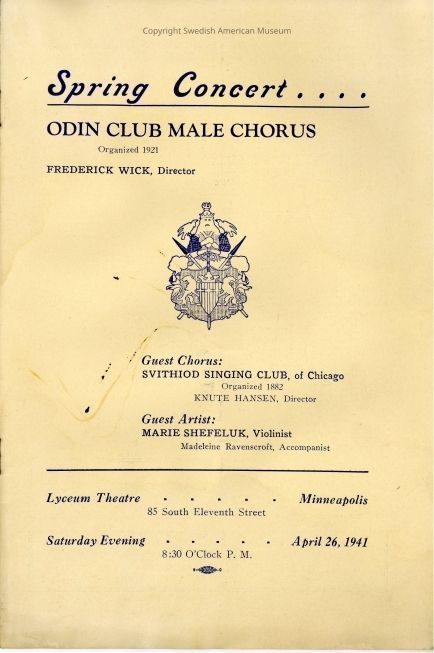 Copyright Swedish American Museum
Spring Concert....
ODIN CLUB MALE CHORUS
Organized 1921
FREDERICK WICK, Director
Guest Chorus:
SVITHIOD SINGING CLUB, of Chicago
Organized 1882
KNUTE HANSEN, Director
Guest Artist:
MARIE SHEFELUK, Violinist
Madeleine Ravenscroft, Accompanist
Lyceum Theatre - - - - - Minneapolis
85 South Eleventh Street
Saturday Evening - - - - - April 26, 1941
8:30 O'Clock P. M.